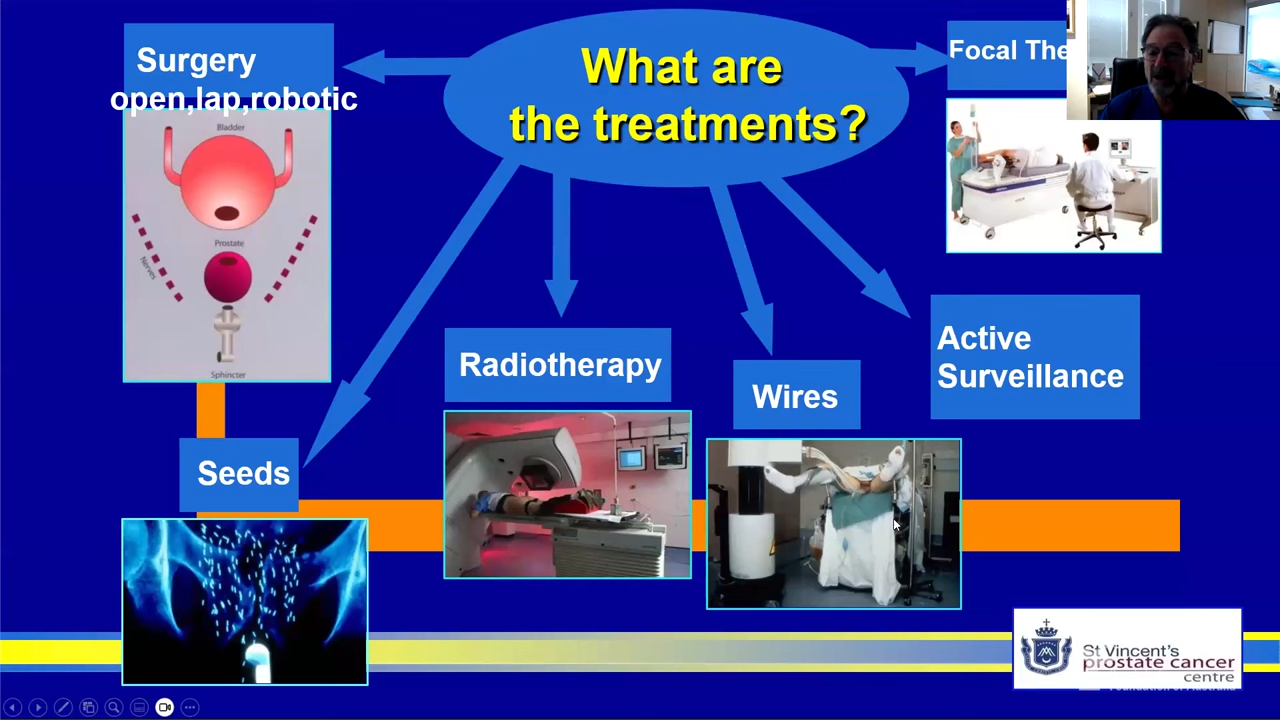 What are
the treatments?
Surgery
open,lap,robotic
Bladder
Prostate
Nerves
Sphincter
Focal The
Seeds
Radiotherapy
Wires
Active
Surveillance
St Vincent's
prostate cancer
centre